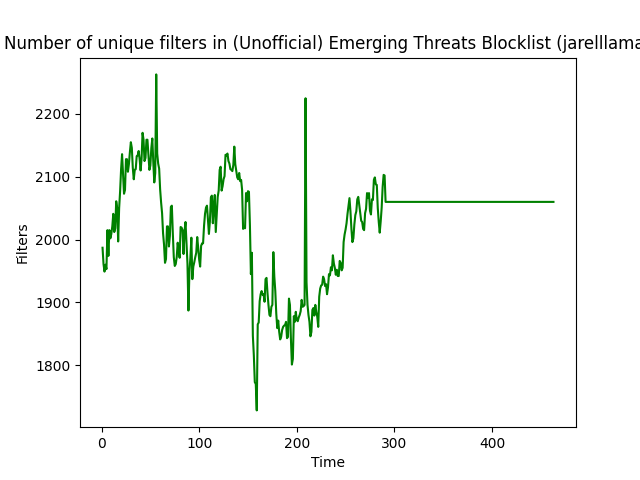 Number of unique filters in (Unofficial) Emerging Threats Blocklist (jarelllama
2200
2100
2000
1900
1800
Filters
0 100 200 300 400
Time